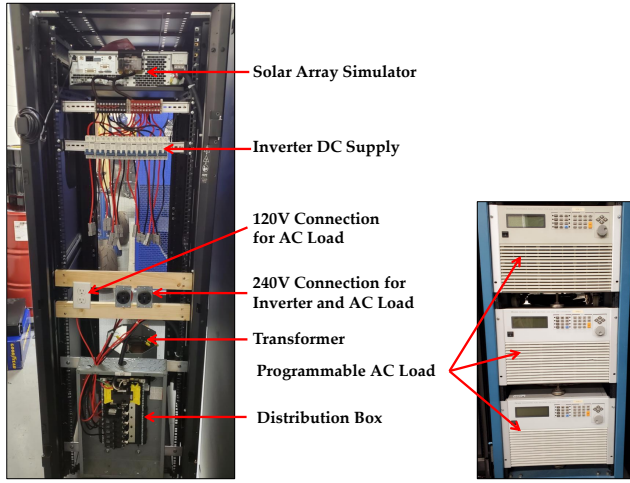 Solar Array Simulator
Inverter DC Supply
120V Connection
for AC Load
240V Connection for
Inverter and AC Load
Transformer
Programmable AC Load
Distribution Box